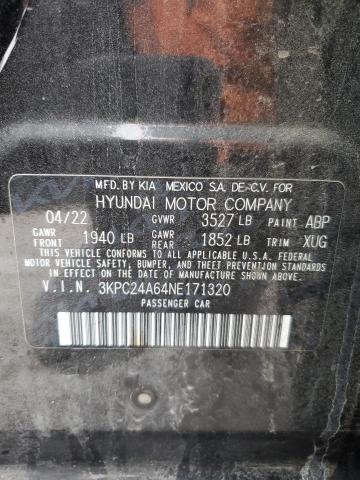 MFD. BY KIA MEXICO S.A. DE C.V. FOR
HYUNDAI MOTOR COMPANY
04/22 GVWR 3527 LB PAINT ABP
GAWR FRONT 1940 LB GAWR REAR 1852 LB TRIM XUG
THIS VEHICLE CONFORMS TO ALL APPLICABLE U.S. FEDERAL
MOTOR VEHICLE SAFETY, BUMPER, AND THEFT PREVENTION
STANDARDS IN EFFECT ON THE DATE OF MANUFACTURE SHOWN ABOVE.
V.I.N. 3KPC24A64NE171320
PASSENGER CAR